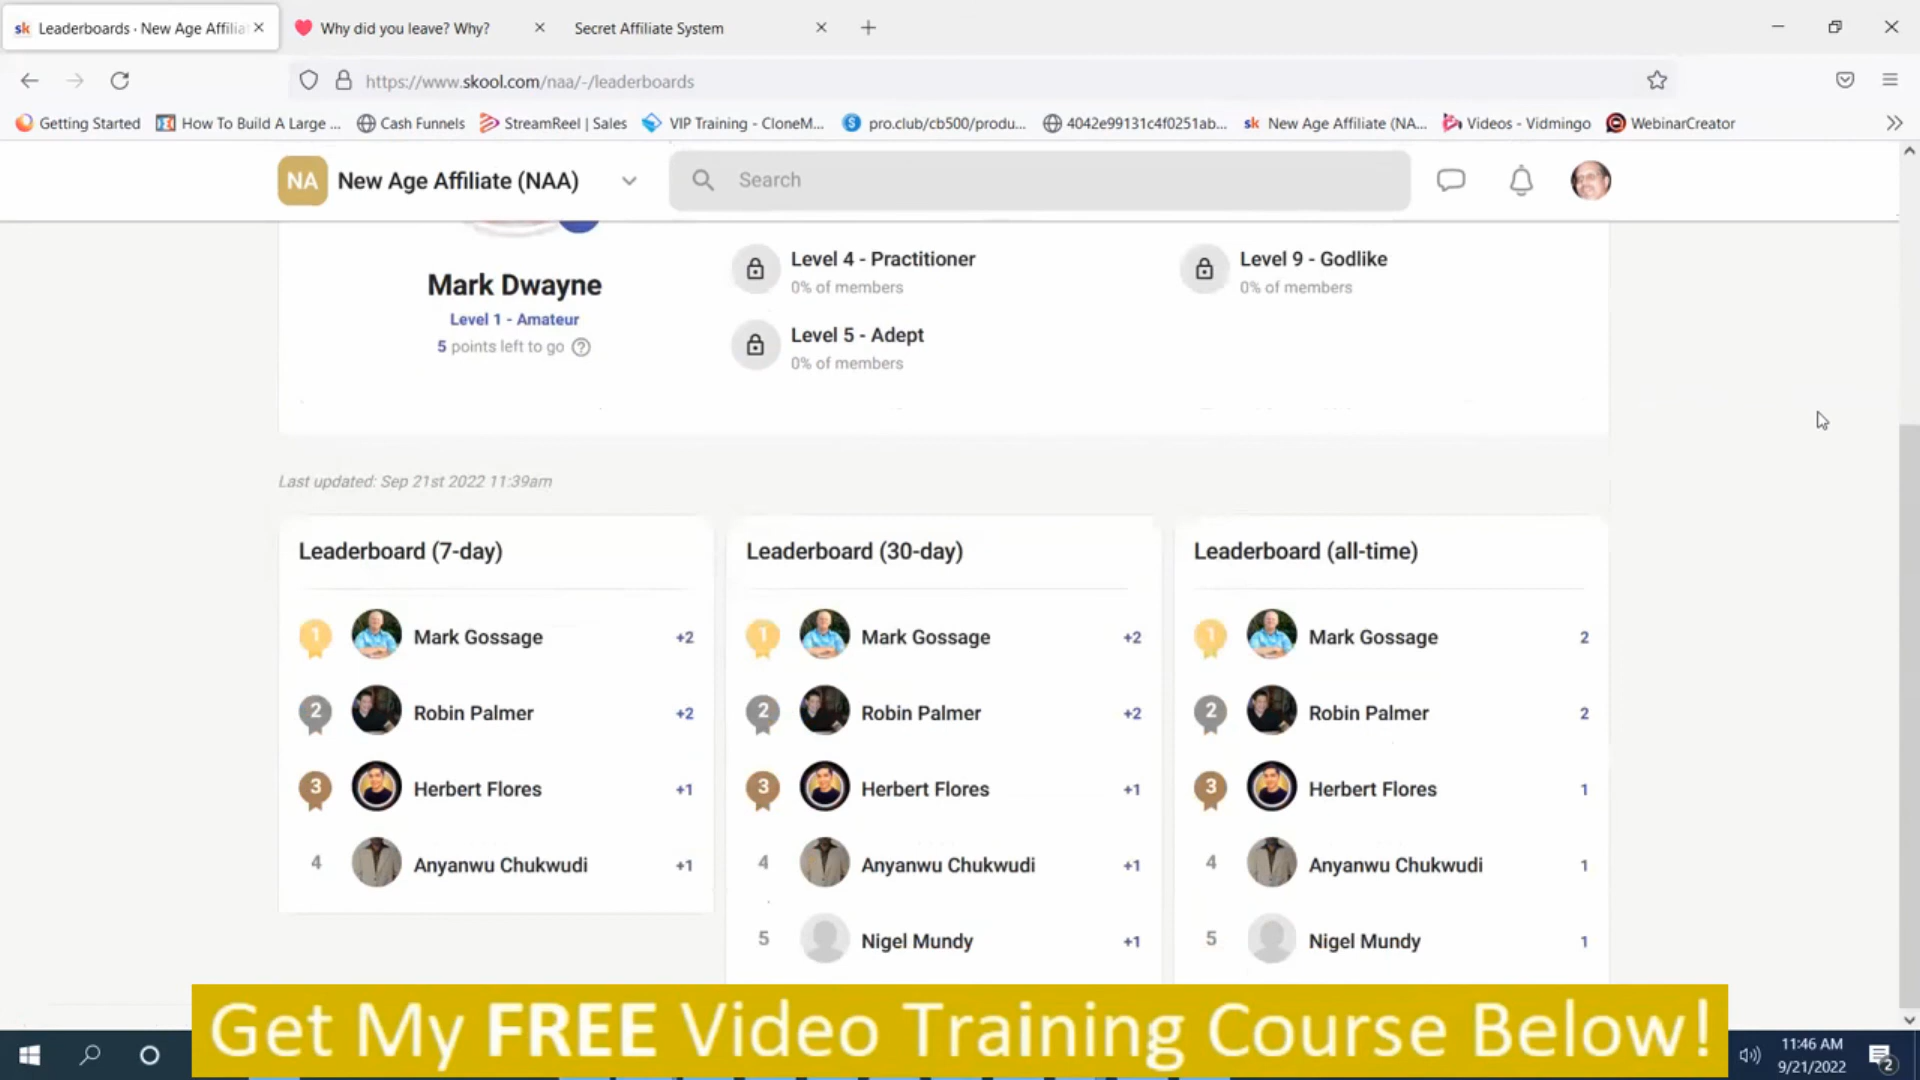 sk Leaderboards · New Age Affilia
Why did you leave? Why?
Secret Affiliate System
https://www.skool.com/naa/-/leaderboards
Getting Started
How To Build A Large ...
Cash Funnels
StreamReel | Sales
VIP Training - CloneM...
S pro.club/cb500/produ...
4042e99131c4f0251ab...
sk New Age Affiliate (NA...
Videos - Vidmingo
WebinarCreator
NA New Age Affiliate (NAA)
Search
Mark Dwayne
Level 1 - Amateur
5 points left to go ?
Level 4 - Practitioner
0% of members
Level 5 - Adept
0% of members
Level 9 - Godlike
0% of members
Last updated: Sep 21st 2022 11:39am
Leaderboard (7-day)
1 Mark Gossage +2
2 Robin Palmer +2
3 Herbert Flores +1
4 Anyanwu Chukwudi +1
Leaderboard (30-day)
1 Mark Gossage +2
2 Robin Palmer +2
3 Herbert Flores +1
4 Anyanwu Chukwudi +1
5 Nigel Mundy +1
Leaderboard (all-time)
1 Mark Gossage 2
2 Robin Palmer 2
3 Herbert Flores 1
4 Anyanwu Chukwudi 1
5 Nigel Mundy 1
Get My FREE Video Training Course Below!
11:46 AM
9/21/2022
2